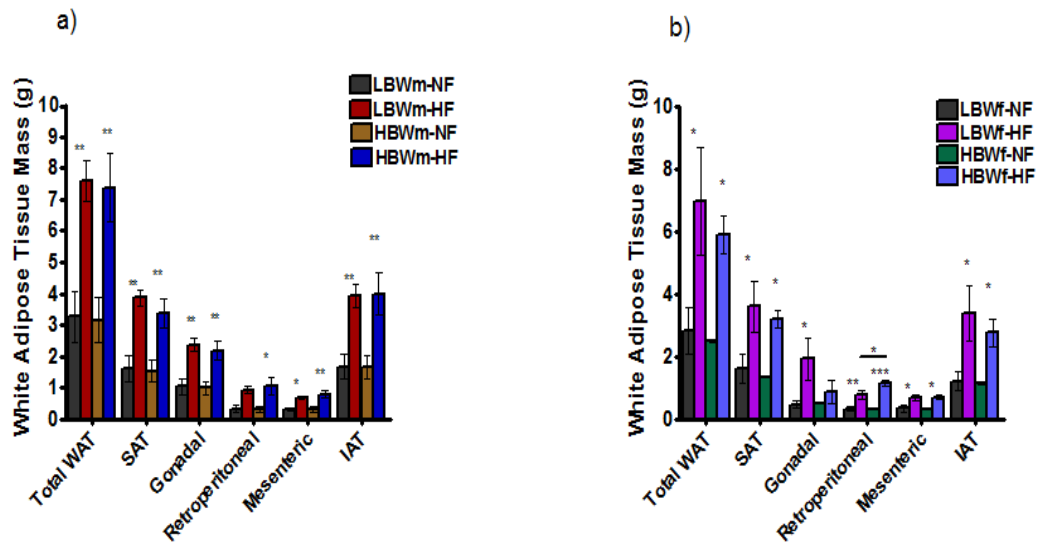 a)
LBWm-NF
LBWm-HF
HBWm-NF
HBWm-HF
White Adipose Tissue Mass (g)
10
9
8
7
6
5
4
3
2
1
0
** **
** **
** **
*
* **
** **
Total WAT
SAT
Gonadal
Retroperitoneal
Mesenteric
IAT
b)
LBWf-NF
LBWf-HF
HBWf-NF
HBWf-HF
White Adipose Tissue Mass (g)
10
8
6
4
2
0
* *
* *
*
*
** ***
* *
* *
Total WAT
SAT
Gonadal
Retroperitoneal
Mesenteric
IAT